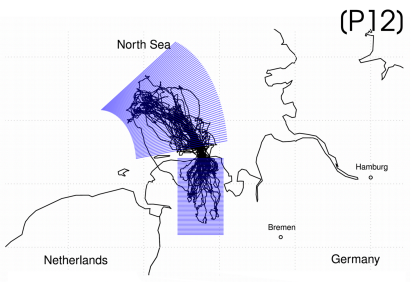 (P12)
North Sea
Hamburg
Bremen
Netherlands
Germany